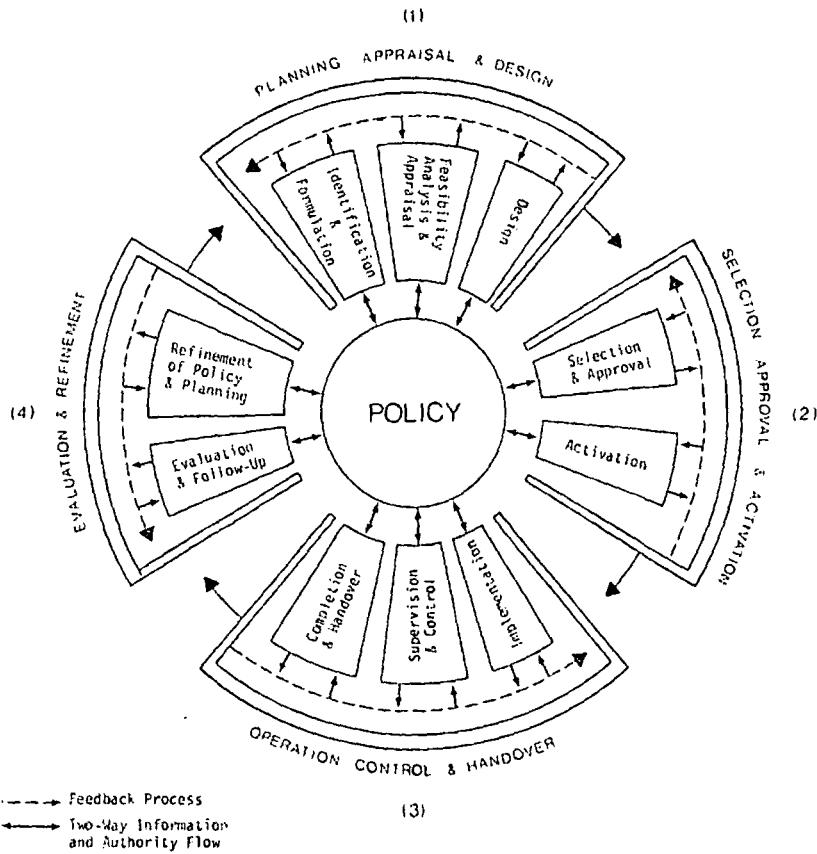 (1)
PLANNING APPRAISAL & DESIGN
Identification
&
Formulation
Feasibility
Analysis &
Appraisal
Design
SELECTION APPROVAL & ACTIVATION
(2)
Selection
& Approval
Activation
POLICY
EVALUATION & REFINEMENT
(4)
Refinement
of Policy
& Planning
Evaluation
& Follow-Up
Completion
& Handover
Supervision
& Control
Implementation
OPERATION CONTROL & HANDOVER
(3)
Feedback Process
Two-Way Information
and Authority Flow